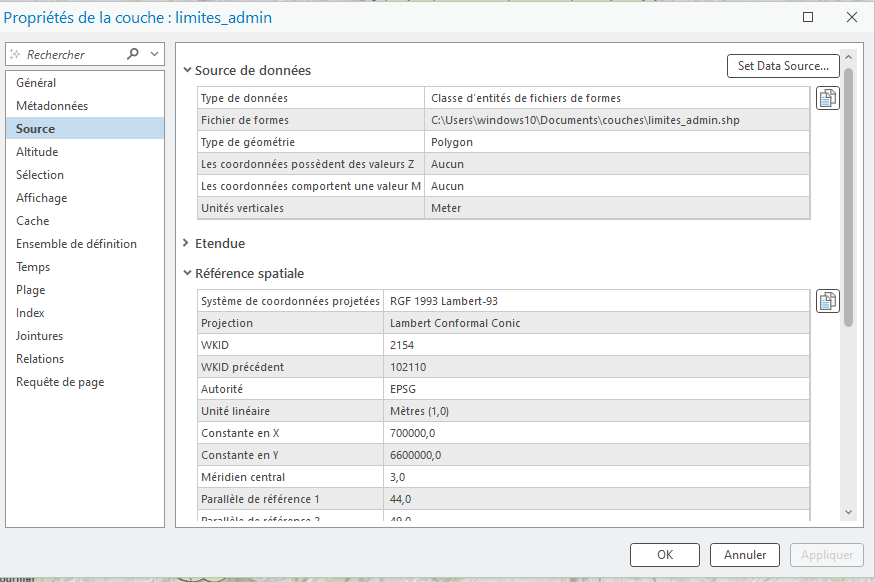 Propriétés de la couche : limites_admin
Rechercher
Général
Métadonnées
Source
Altitude
Sélection
Affichage
Cache
Ensemble de définition
Temps
Plage
Index
Jointures
Relations
Requête de page
Source de données
Set Data Source...
Type de données Classe d'entités de fichiers de formes
Fichier de formes C:\Users\windows10\Documents\couches\limites_admin.shp
Type de géométrie Polygon
Les coordonnées possèdent des valeurs Z Aucun
Les coordonnées comportent une valeur M Aucun
Unités verticales Meter
Etendue
Référence spatiale
Système de coordonnées projetées RGF 1993 Lambert-93
Projection Lambert Conformal Conic
WKID 2154
WKID précédent 102110
Autorité EPSG
Unité linéaire Mètres (1,0)
Constante en X 700000,0
Constante en Y 6600000,0
Méridien central 3,0
Parallèle de référence 1 44,0
Parallèle de référence 2 49,0
OK Annuler Appliquer